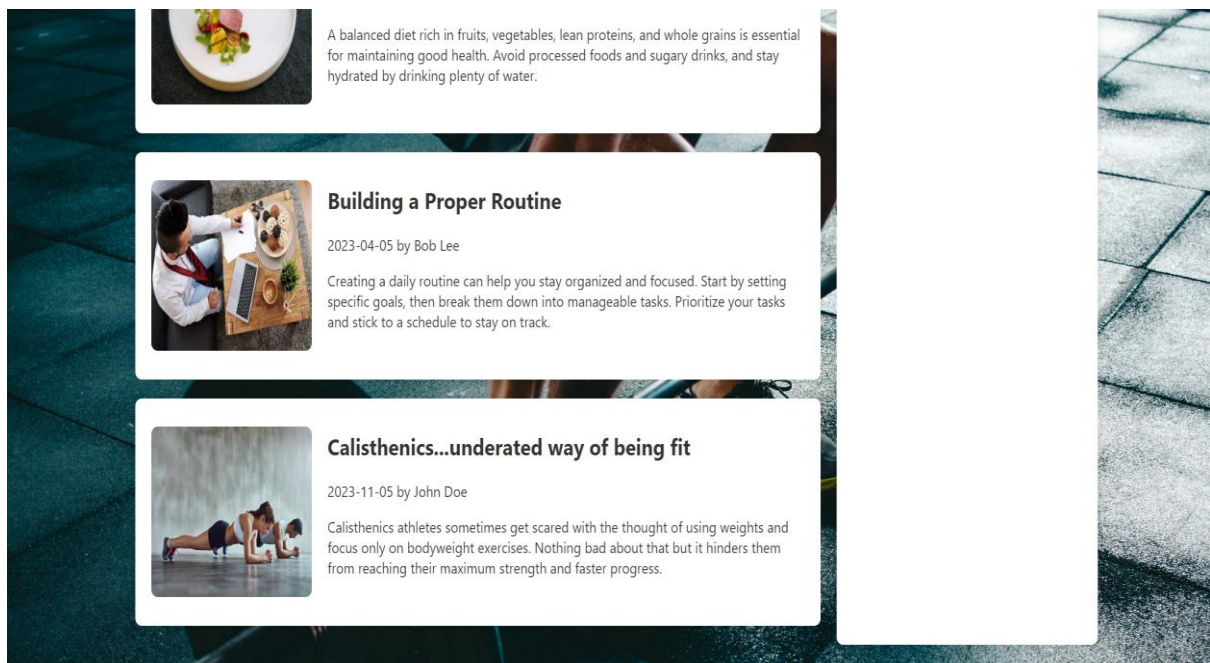 A balanced diet rich in fruits, vegetables, lean proteins, and whole grains is essential
for maintaining good health. Avoid processed foods and sugary drinks, and stay
hydrated by drinking plenty of water.
Building a Proper Routine
2023-04-05 by Bob Lee
Creating a daily routine can help you stay organized and focused. Start by setting
specific goals, then break them down into manageable tasks. Prioritize your tasks
and stick to a schedule to stay on track.
Calisthenics...underated way of being fit
2023-11-05 by John Doe
Calisthenics athletes sometimes get scared with the thought of using weights and
focus only on bodyweight exercises. Nothing bad about that but it hinders them
from reaching their maximum strength and faster progress.